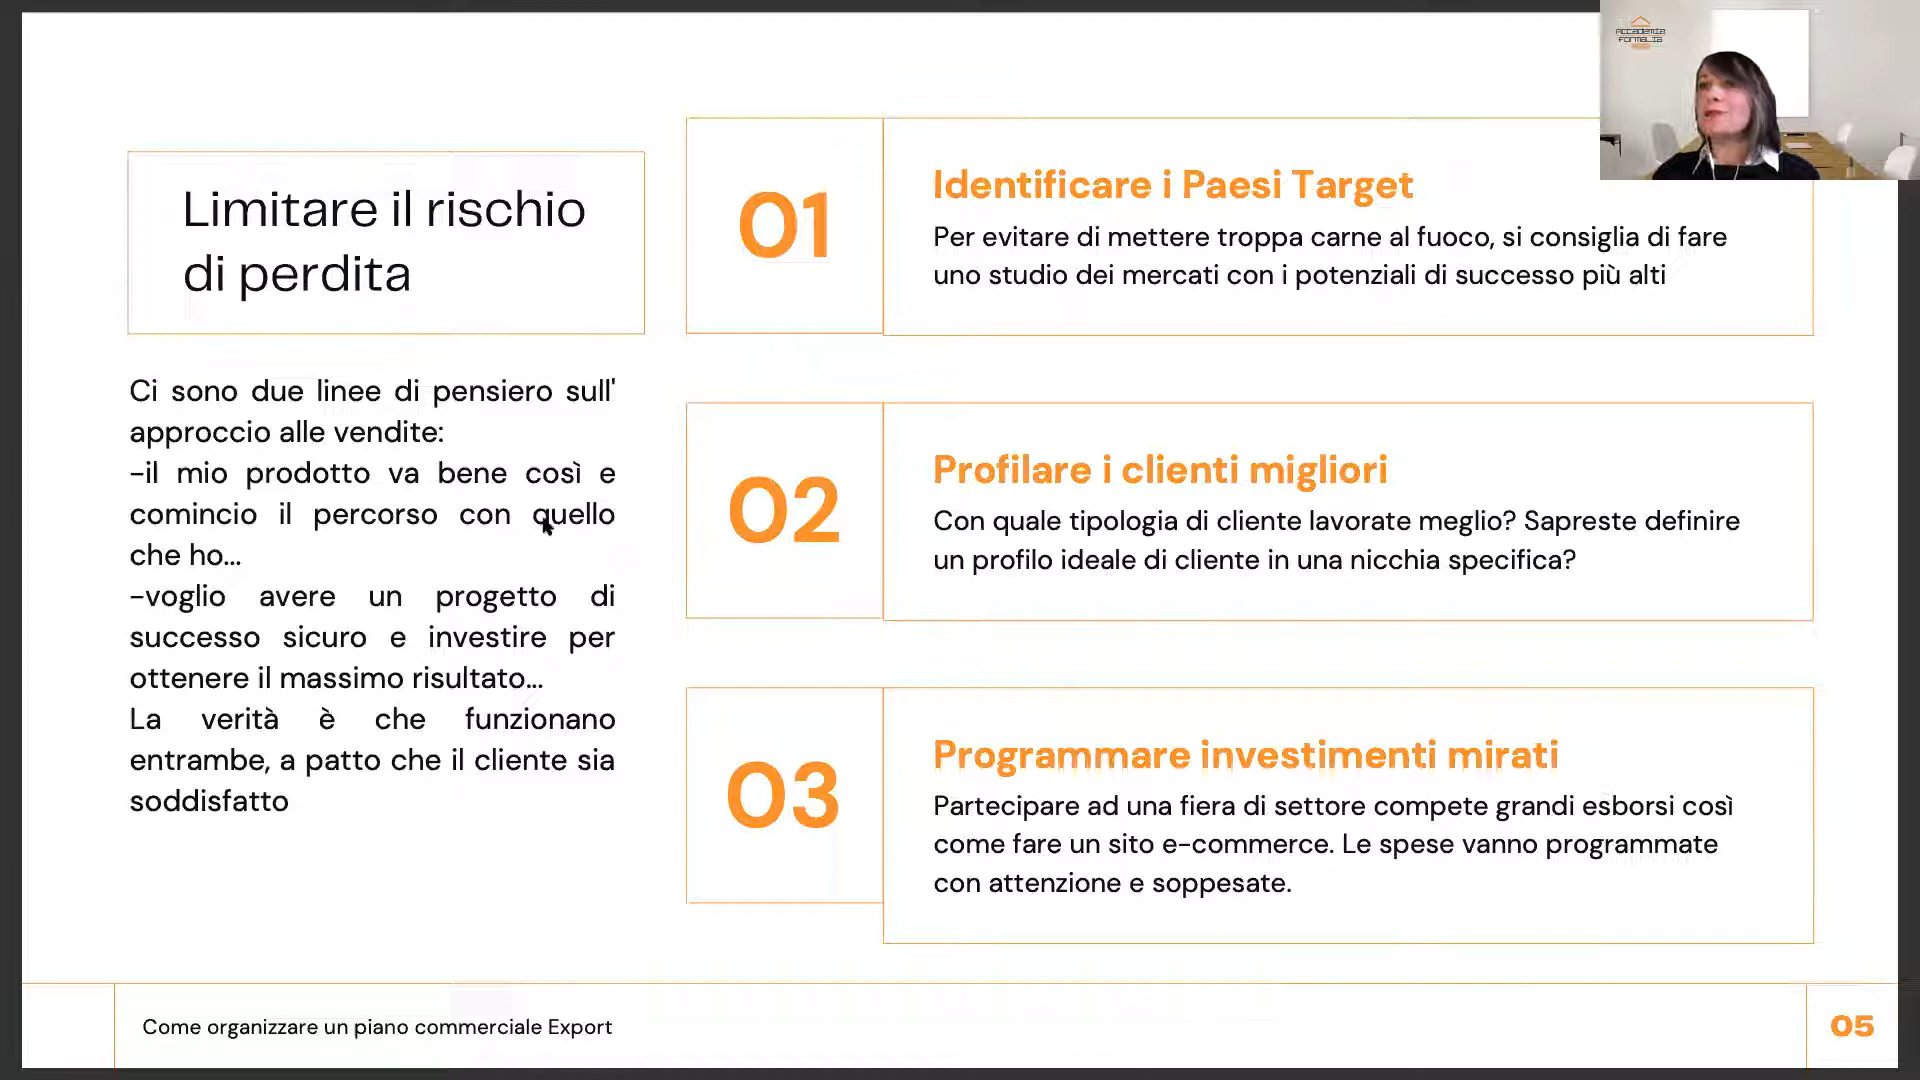 Limitare il rischio
di perdita
Ci sono due linee di pensiero sull'
approccio alle vendite:
-il mio prodotto va bene così e
comincio il percorso con quello
che ho...
-voglio avere un progetto di
successo sicuro e investire per
ottenere il massimo risultato...
La verità è che funzionano
entrambe, a patto che il cliente sia
soddisfatto
01
Identificare i Paesi Target
Per evitare di mettere troppa carne al fuoco, si consiglia di fare
uno studio dei mercati con i potenziali di successo più alti
02
Profilare i clienti migliori
Con quale tipologia di cliente lavorate meglio? Sapreste definire
un profilo ideale di cliente in una nicchia specifica?
03
Programmare investimenti mirati
Partecipare ad una fiera di settore compete grandi esborsi così
come fare un sito e-commerce. Le spese vanno programmate
con attenzione e soppesate.
Come organizzare un piano commerciale Export
05
accademia
FORMALIA